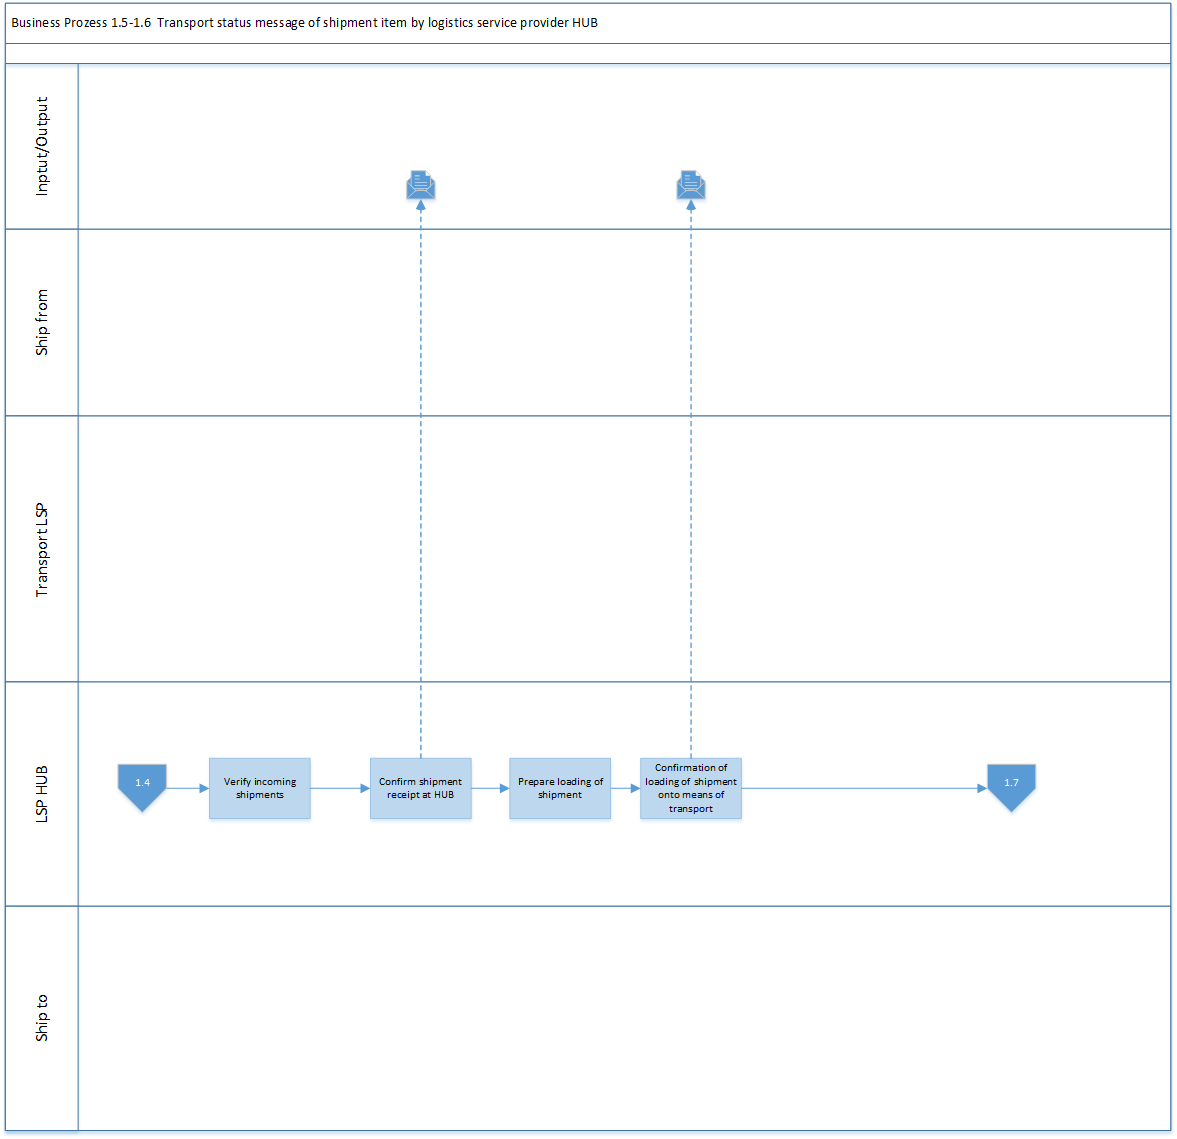 Business Prozess 1.5-1.6 Transport status message of shipment item by logistics service provider HUB
Inptut/Output
Ship from
Transport LSP
LSP HUB
1.4
Verify incoming
shipments
Confirm shipment
receipt at HUB
Prepare loading of
shipment
Confirmation of
loading of shipment
onto means of
transport
1.7
Ship to